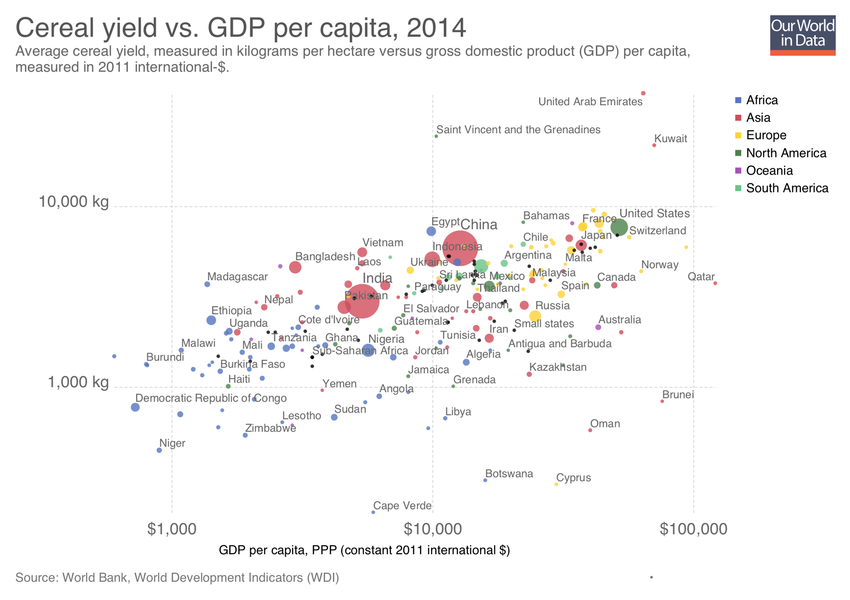 Cereal yield vs. GDP per capita, 2014
Average cereal yield, measured in kilograms per hectare versus gross domestic product (GDP) per capita,
measured in 2011 international-$.
Our World
in Data
United Arab Emirates
Africa
Asia
Saint Vincent and the Grenadines
Kuwait
Europe
North America
Oceania
South America
10,000 kg
Bahamas
France
United States
Egypt
China
Switzerland
Vietnam
Indonesia
Chile
Japan
Bangladesh
Laos
Ukraine
Argentina
Malta
Madagascar
India
Sri Lanka
Mexico
Malaysia
Norway
Canada
Qatar
Pakistan
Paraguay
Thailand
Spain
Nepal
Ethiopia
El Salvador
Lebanon
Russia
Uganda
Cote d'Ivoire
Guatemala
Small states
Australia
Malawi
Mali
Tanzania
Ghana
Nigeria
Tunisia
Iran
Antigua and Barbuda
Burundi
Sub-Saharan Africa
Jordan
Algeria
Burkina Faso
Jamaica
Kazakhstan
Haiti
1,000 kg
Yemen
Angola
Grenada
Brunei
Democratic Republic of Congo
Lesotho
Sudan
Libya
Zimbabwe
Oman
Niger
Botswana
Cyprus
Cape Verde
$1,000
$10,000
$100,000
GDP per capita, PPP (constant 2011 international $)
Source: World Bank, World Development Indicators (WDI)